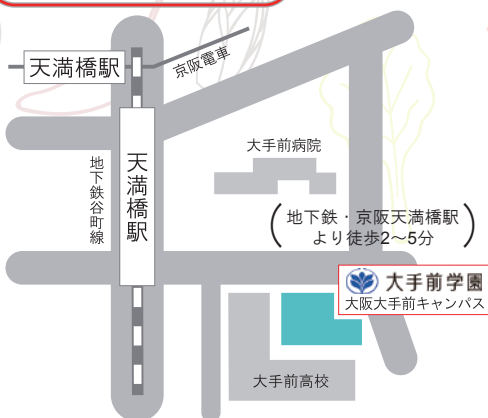 天満橋駅
京阪電車
大手前病院
地下鉄谷町線
天満橋駅
地下鉄・京阪天満橋駅
より徒歩2〜5分
大手前学園
大阪大手前キャンパス
大手前高校